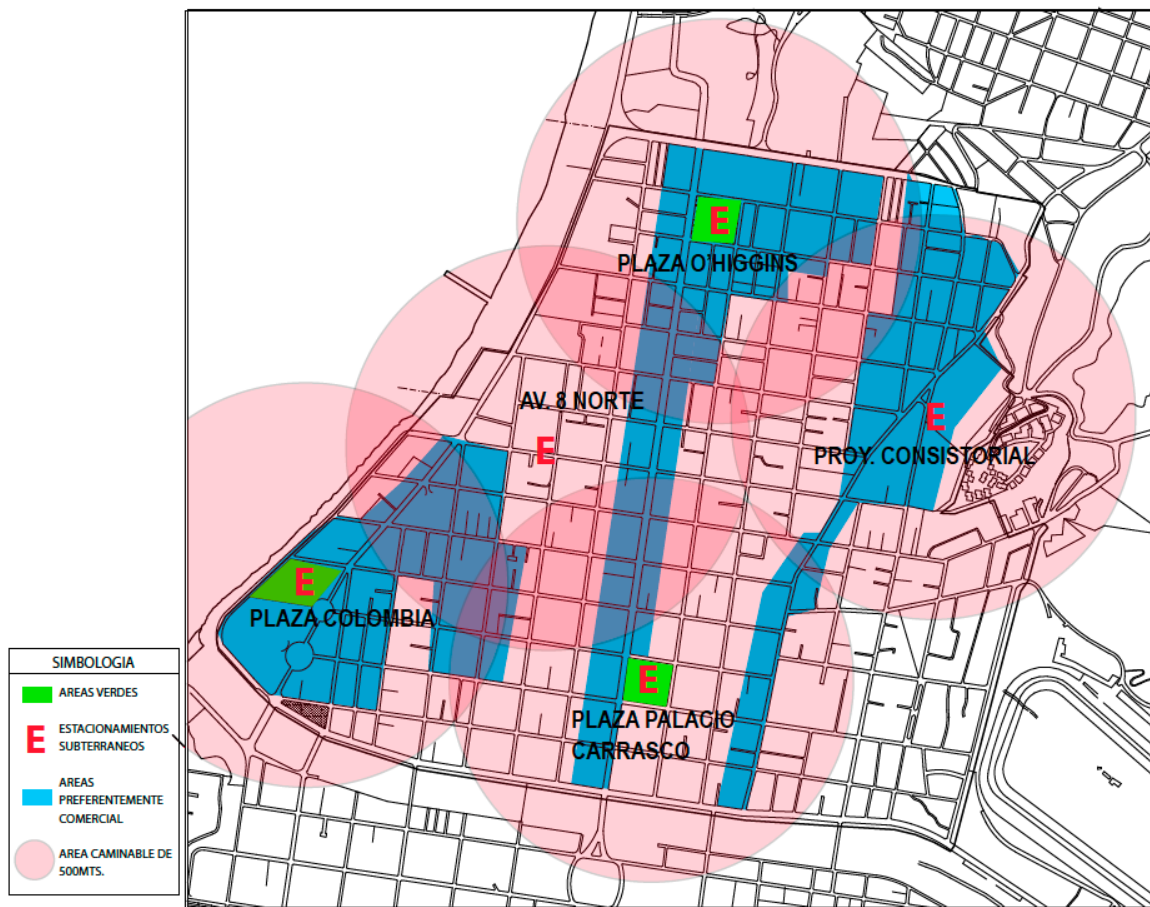 E
PLAZA O'HIGGINS
AV. 8 NORTE
E
E
PROY. CONSISTORIAL
E
PLAZA COLOMBIA
E
PLAZA PALACIO
CARRASCO
SIMBOLOGIA
AREAS VERDES
E
ESTACIONAMIENTOS
SUBTERRANEOS
AREAS
PREFERENTEMENTE
COMERCIAL
AREA CAMINABLE DE
500MTS.